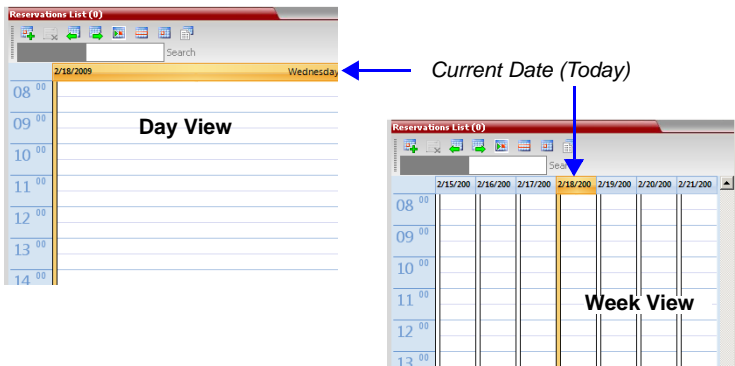 Reservations List (0)
Search
2/18/2009 Wednesday
08 00
09 00
10 00
11 00
12 00
13 00
14 00
Day View
Current Date (Today)
Reservations List (0)
Sea
2/15/200 2/16/200 2/17/200 2/18/200 2/19/200 2/20/200 2/21/200
08 00
09 00
10 00
11 00
12 00
13 00
Week View